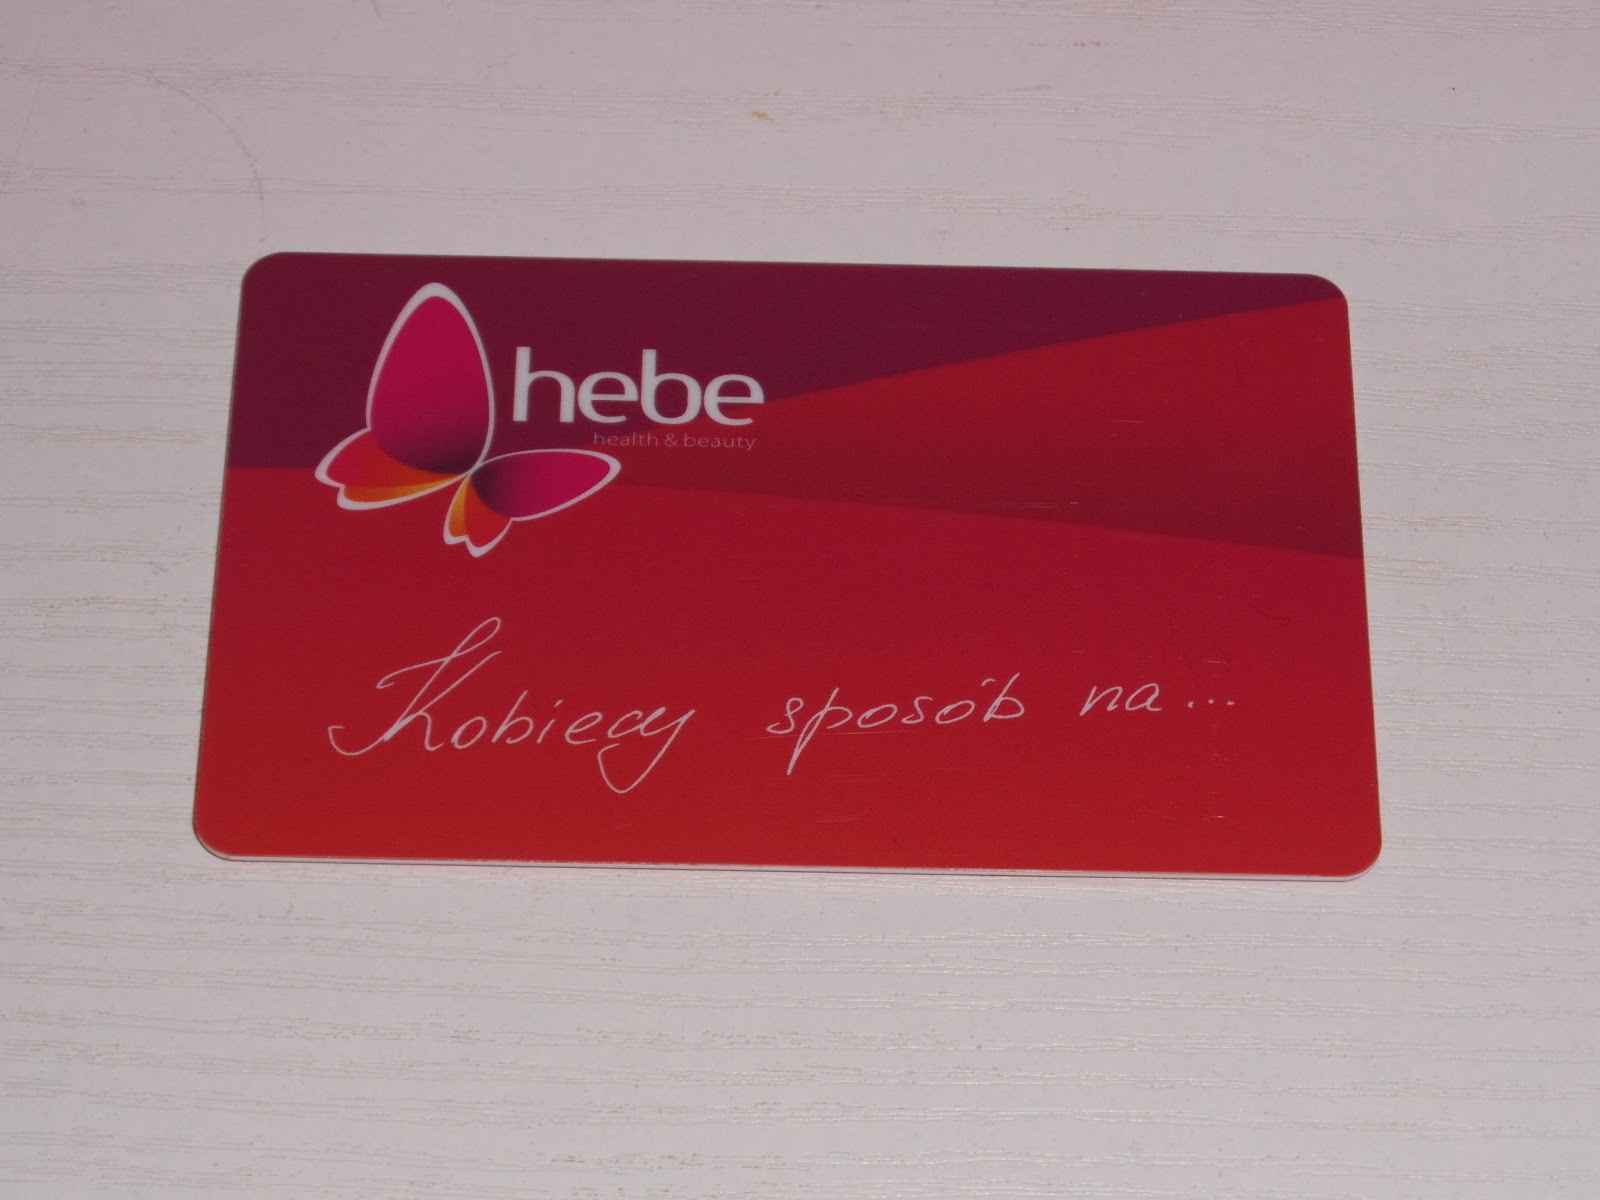 hebe
health & beauty
Kobiecy sposób na...